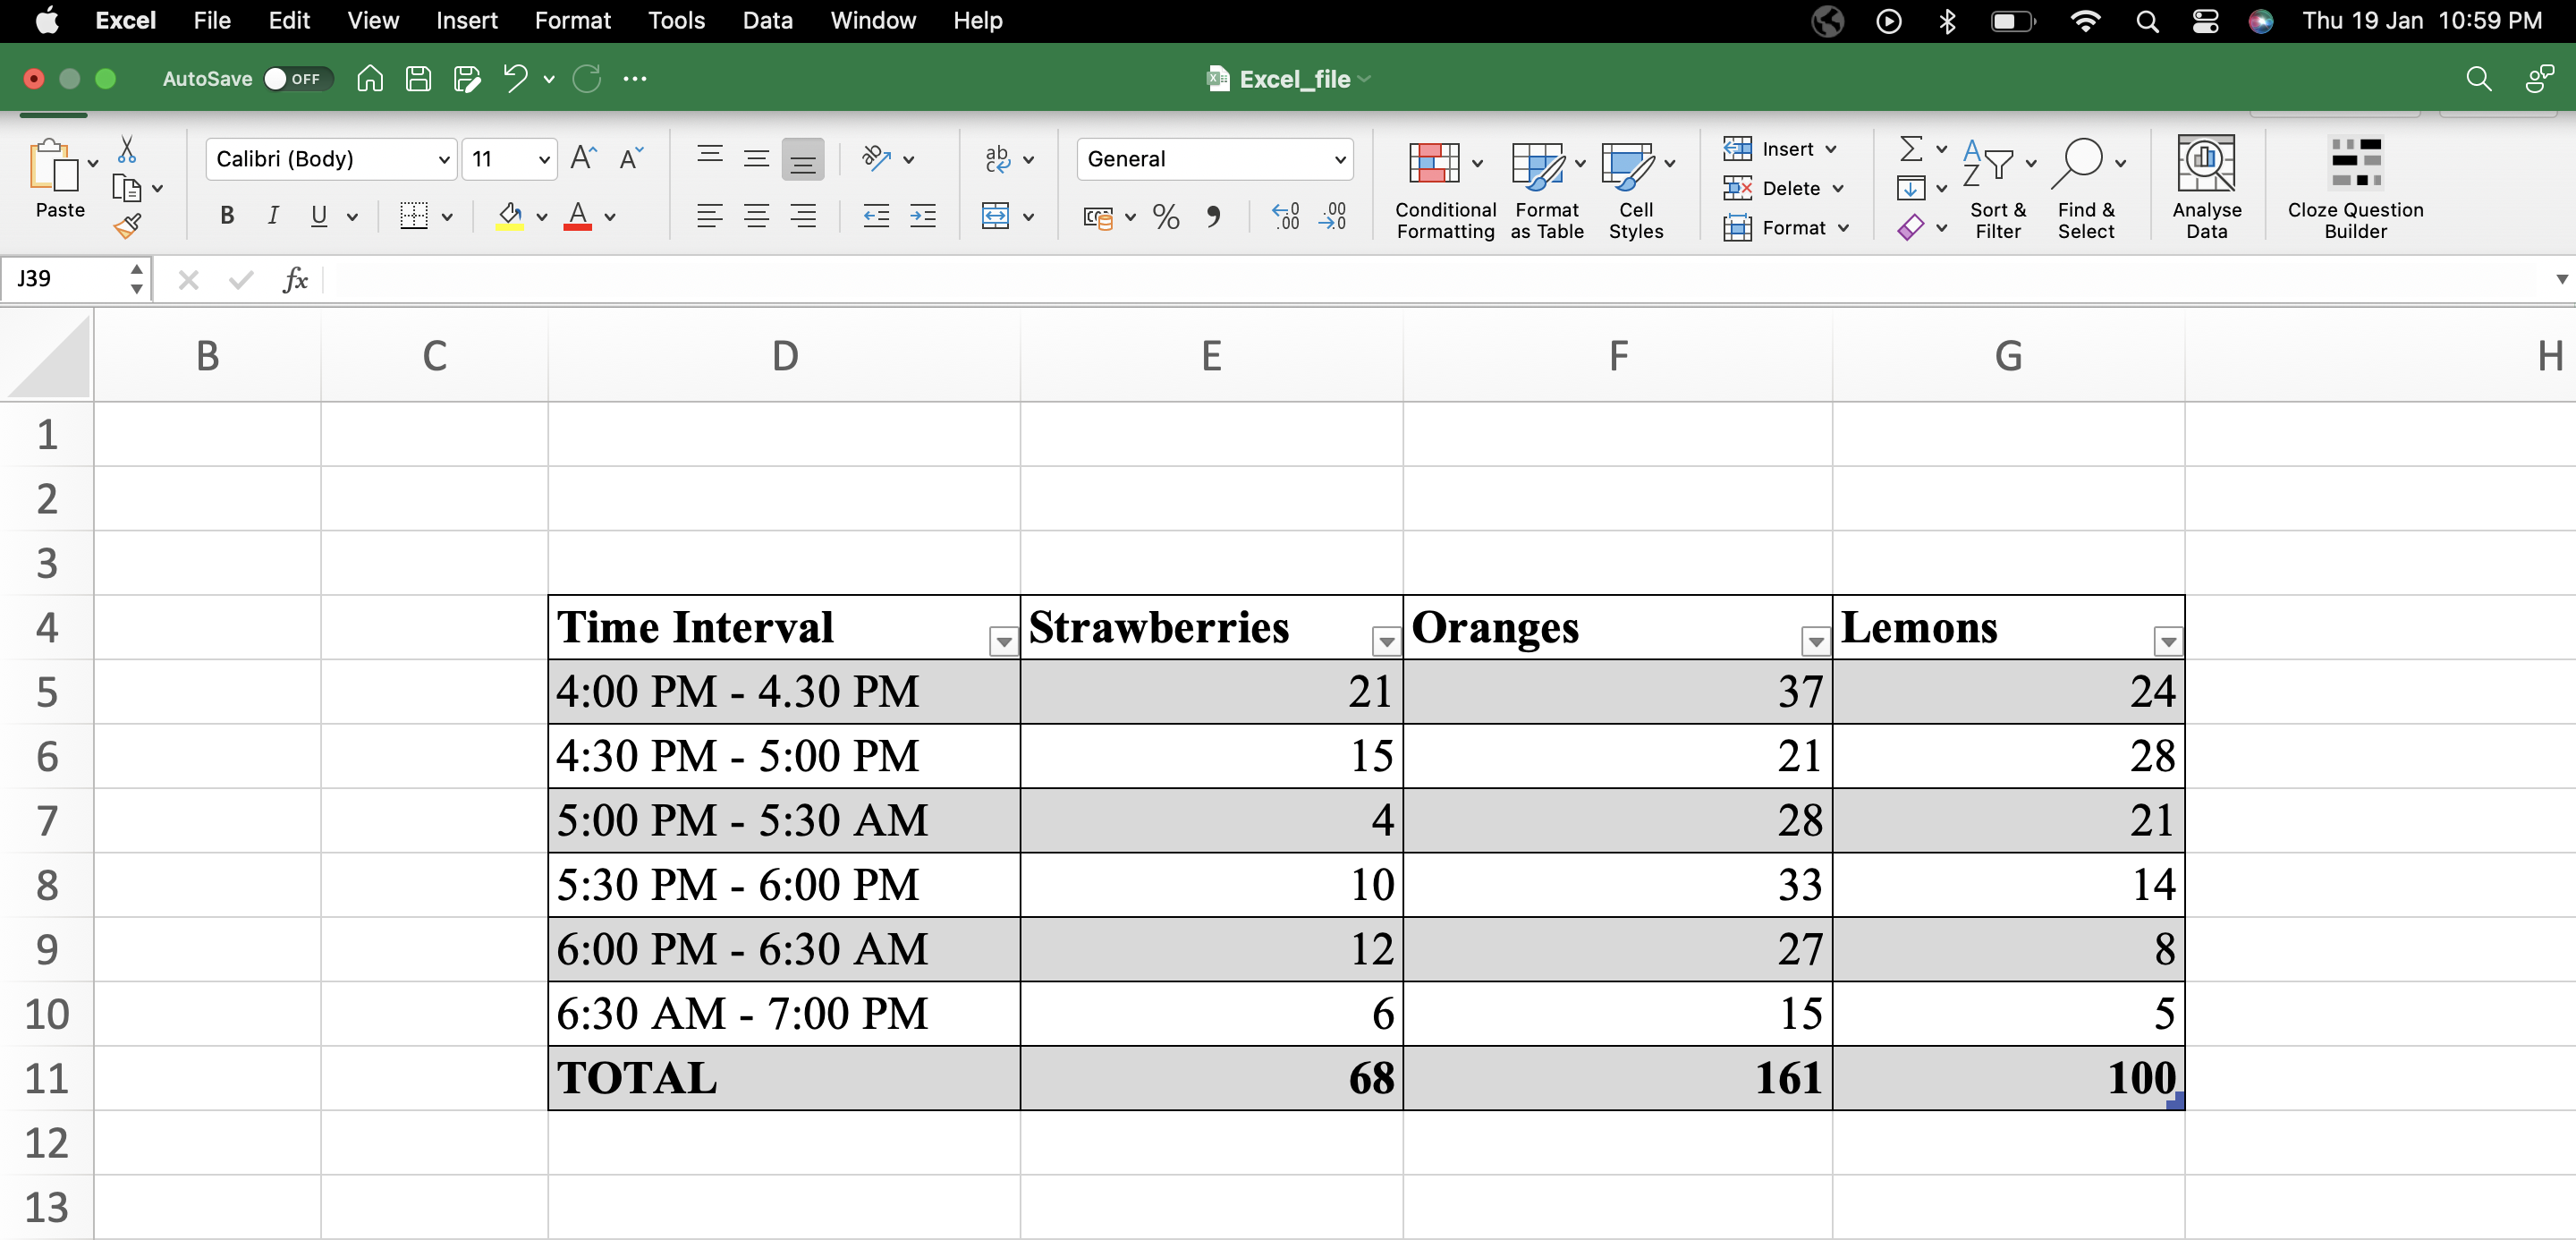 Excel File Edit View Insert Format Tools Data Window Help Thu 19 Jan 10:59 PM
AutoSave OFF ... Excel_file
Paste Calibri (Body) 11 General
Conditional Formatting Format as Table Cell Styles Insert Delete Format Sort & Filter Find & Select Analyse Data Cloze Question Builder
J39 fx
B C D E F G H
1
2
3
4 Time Interval Strawberries Oranges Lemons
5 4:00 PM - 4.30 PM 21 37 24
6 4:30 PM - 5:00 PM 15 21 28
7 5:00 PM - 5:30 AM 4 28 21
8 5:30 PM - 6:00 PM 10 33 14
9 6:00 PM - 6:30 AM 12 27 8
10 6:30 AM - 7:00 PM 6 15 5
11 TOTAL 68 161 100
12
13